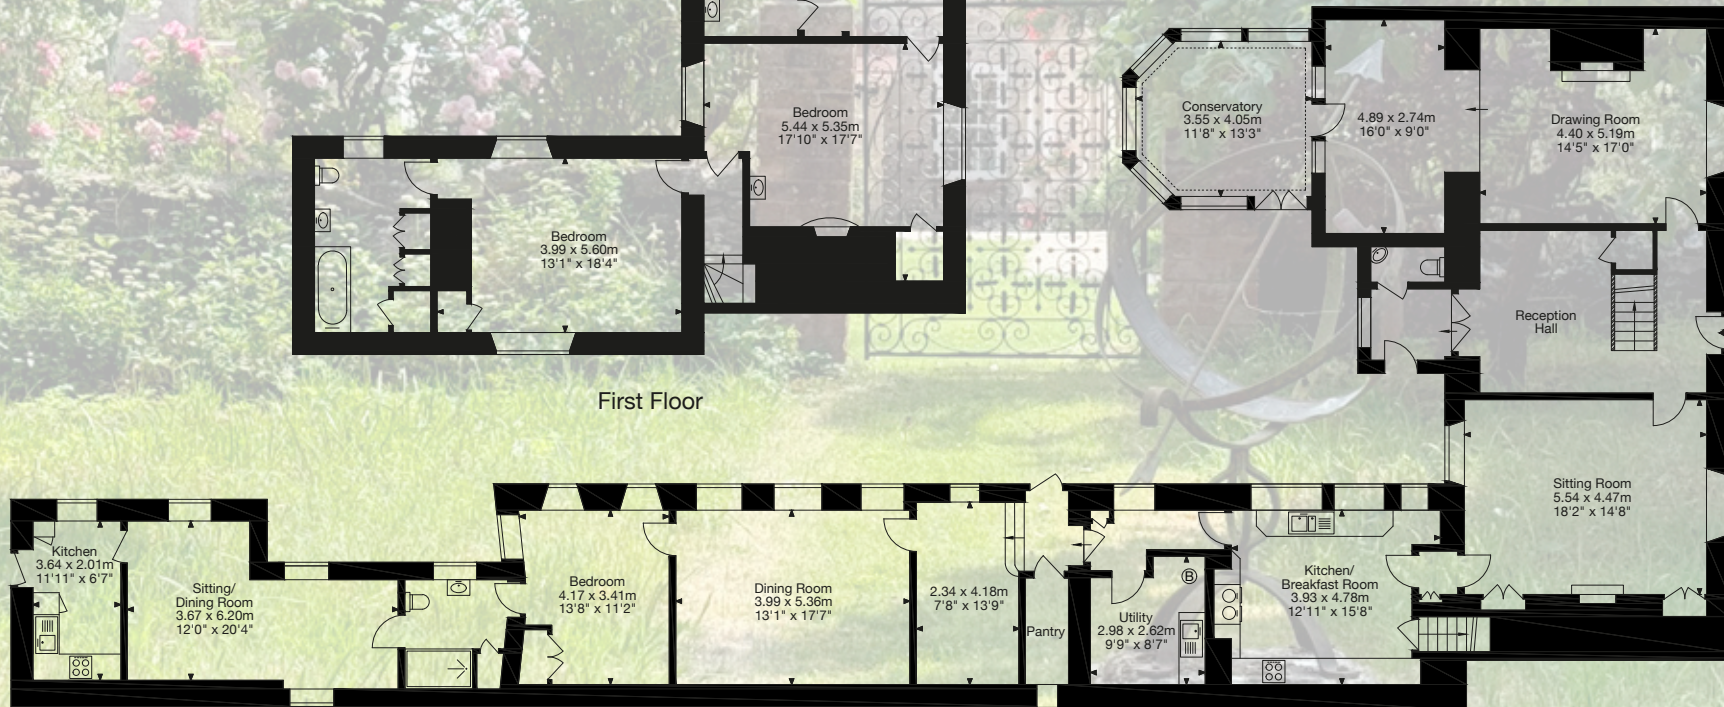 Bedroom
5.44 x 5.35m
17'10" x 17'7"
Bedroom
3.99 x 5.60m
13'1" x 18'4"
First Floor
Conservatory
3.55 x 4.05m
11'8" x 13'3"
4.89 x 2.74m
16'0" x 9'0"
Drawing Room
4.40 x 5.19m
14'5" x 17'0"
Reception
Hall
Sitting Room
5.54 x 4.47m
18'2" x 14'8"
Kitchen
3.64 x 2.01m
11'11" x 6'7"
Sitting/
Dining Room
3.67 x 6.20m
12'0" x 20'4"
Bedroom
4.17 x 3.41m
13'8" x 11'2"
Dining Room
3.99 x 5.36m
13'1" x 17'7"
2.34 x 4.18m
7'8" x 13'9"
Pantry
B
Utility
2.98 x 2.62m
9'9" x 8'7"
Kitchen/
Breakfast Room
3.93 x 4.78m
12'11" x 15'8"